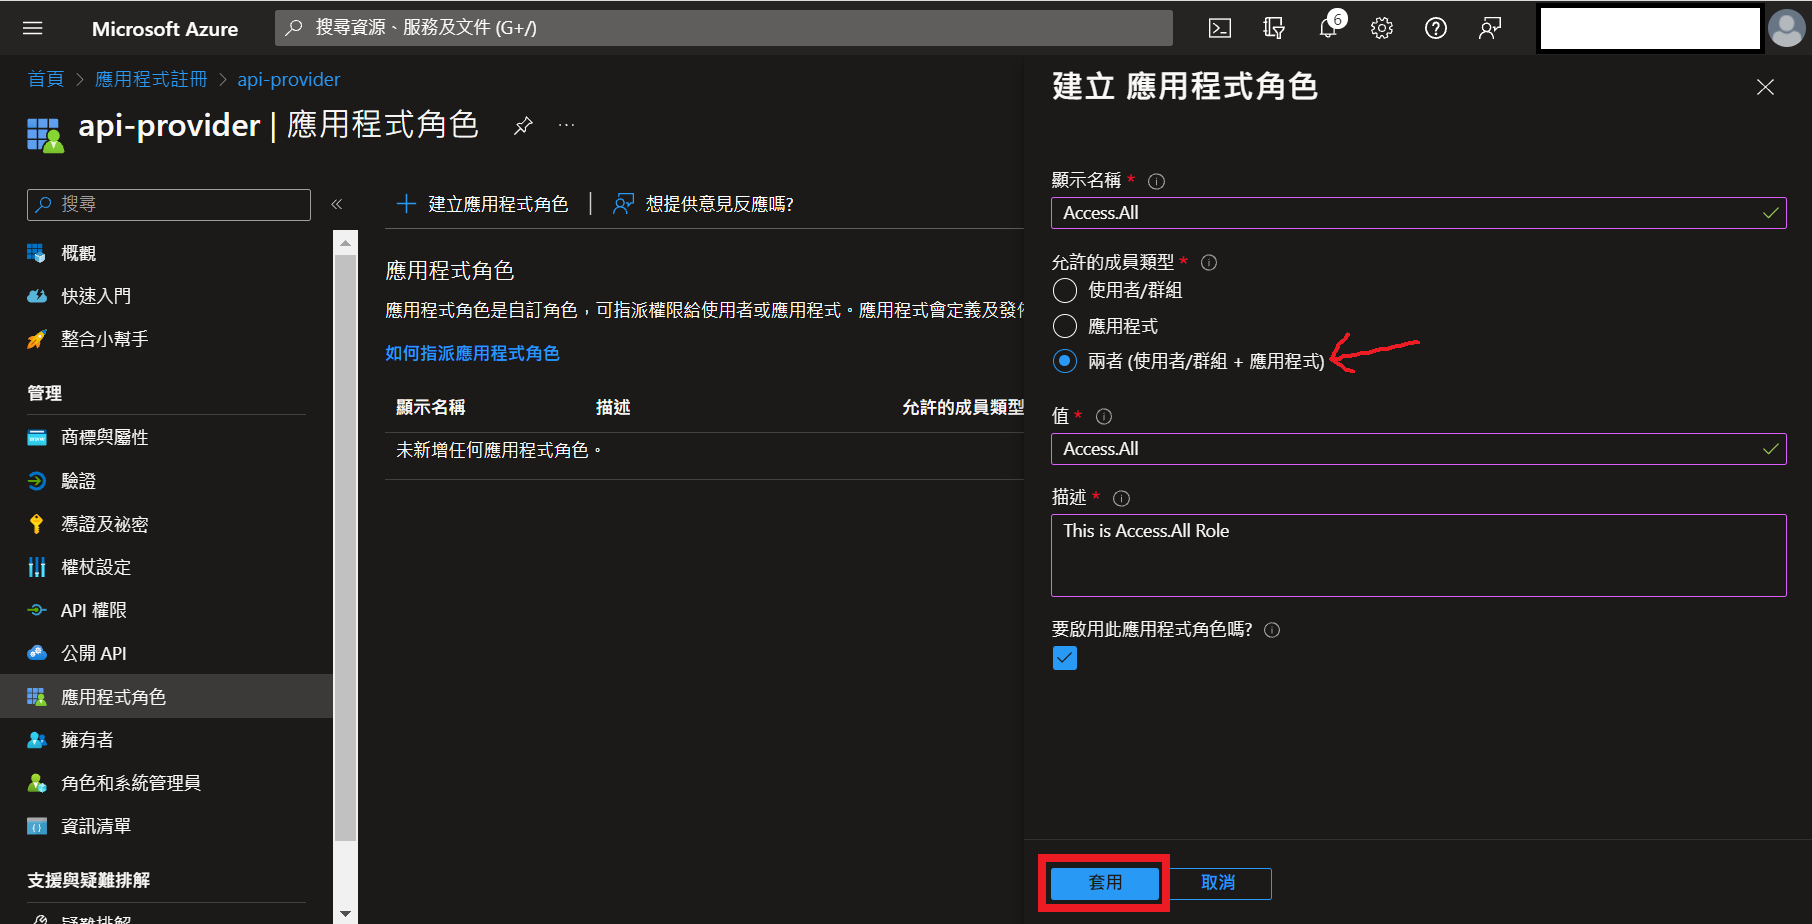 Microsoft Azure
搜尋資源、服務及文件 (G+/)
6
首頁 > 應用程式註冊 > api-provider
api-provider | 應用程式角色
搜尋
概觀
快速入門
整合小幫手
管理
商標與屬性
驗證
憑證及祕密
權杖設定
API 權限
公開 API
應用程式角色
擁有者
角色和系統管理員
資訊清單
支援與疑難排解
疑難排解
建立應用程式角色
想提供意見反應嗎?
應用程式角色
應用程式角色是自訂角色，可指派權限給使用者或應用程式。應用程式會定義及發佈
如何指派應用程式角色
顯示名稱 描述 允許的成員類型
未新增任何應用程式角色。
建立 應用程式角色
顯示名稱 *
Access.All
允許的成員類型 *
使用者/群組
應用程式
兩者 (使用者/群組 + 應用程式)
值 *
Access.All
描述 *
This is Access.All Role
要啟用此應用程式角色嗎?
套用
取消